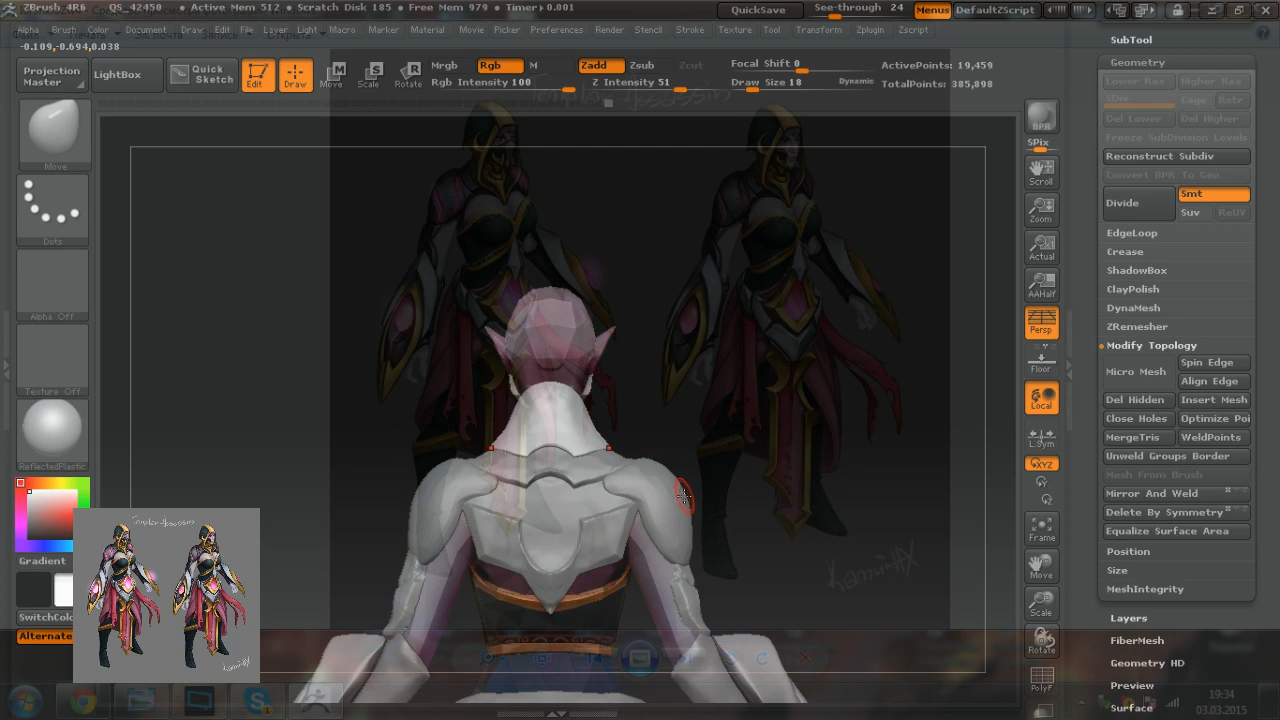 ZBrush 4R6 QS_42450 • Active Mem 512 • Scratch Disk 185 • Free Mem 979 • Timer▸0.001 QuickSave See-through 24 Menus DefaultZScript
Alpha Brush Color Document Draw Edit File Layer Light Macro Marker Material Movie Picker Preferences Render Stencil Stroke Texture Tool Transform Zplugin Zscript
-0.109,-0.694,0.038
Projection Master LightBox Quick Sketch Edit Draw Move Scale Rotate
Mrgb Rgb M Zadd Zsub Zcut Focal Shift 0 ActivePoints: 19,459
Rgb Intensity 100 Z Intensity 51 Draw Size 18 Dynamic TotalPoints: 385,898
Move
Dots
Alpha Off
Texture Off
ReflectedPlastic
Gradient
SwitchColo
Alternate
Templar Assassin
KamiHAX
BPR
SPix
Scroll
Zoom
Actual
AAHalf
Persp
Floor
Local
L.Sym
XYZ
Frame
Move
Scale
Rotate
PolyF
SubTool
Geometry
Lower Res Higher Res
SDiv Cage Rstr
Del Lower Del Higher
Freeze SubDivision Levels
Reconstruct Subdiv
Convert BPR To Geo
Divide Smt
Suv ReUV
EdgeLoop
Crease
ShadowBox
ClayPolish
DynaMesh
ZRemesher
Modify Topology
Micro Mesh Spin Edge
Align Edge
Del Hidden Insert Mesh
Close Holes Optimize Poi
MergeTris WeldPoints
Unweld Groups Border
Mesh From Brush
Mirror And Weld
Delete By Symmetry
Equalize Surface Area
Position
Size
MeshIntegrity
Layers
FiberMesh
Geometry HD
Preview
Surface
19:34
03.03.2015